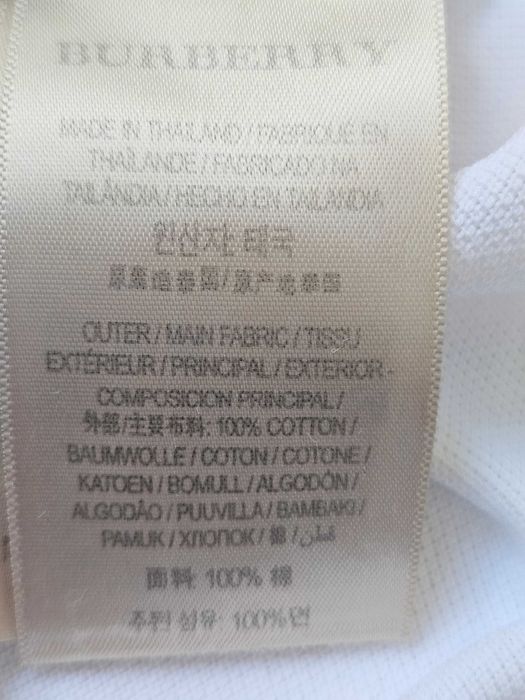 BURBERRY
MADE IN THAILAND / FABRIQUÉ EN
THAÏLANDE / FABRICADO NA
TAILÂNDIA / HECHO EN TAILANDIA
원산지: 태국
原産地泰国 / 原产地泰国
OUTER / MAIN FABRIC / TISSU
EXTÉRIEUR / PRINCIPAL / EXTERIOR -
COMPOSICION PRINCIPAL /
外部/主要布料: 100% COTTON /
BAUMWOLLE / COTON / COTONE /
KATOEN / BOMULL / ALGODÓN /
ALGODÃO / PUUVILLA / BAMBAKI /
PAMUK / ХЛОПОК / 綿 / قطن
面料: 100% 棉
주된 섬유: 100%면